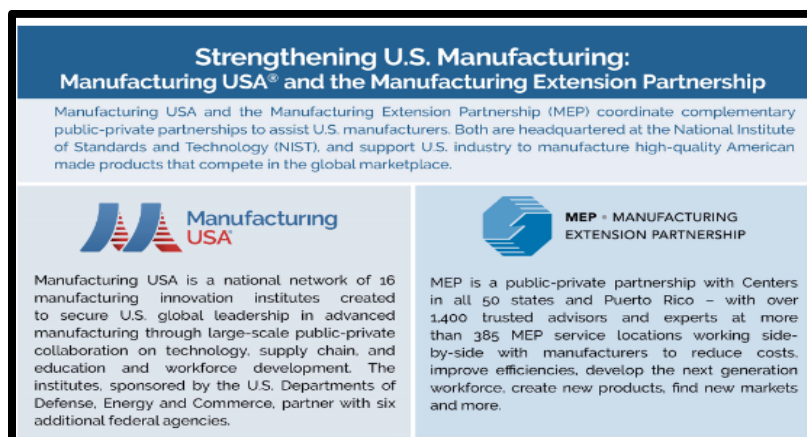 Strengthening U.S. Manufacturing:
Manufacturing USA® and the Manufacturing Extension Partnership
Manufacturing USA and the Manufacturing Extension Partnership (MEP) coordinate complementary
public-private partnerships to assist U.S. manufacturers. Both are headquartered at the National Institute
of Standards and Technology (NIST), and support U.S. industry to manufacture high-quality American
made products that compete in the global marketplace.
Manufacturing
USA®
Manufacturing USA is a national network of 16
manufacturing innovation institutes created
to secure U.S. global leadership in advanced
manufacturing through large-scale public-private
collaboration on technology, supply chain, and
education and workforce development. The
institutes, sponsored by the U.S. Departments of
Defense, Energy and Commerce, partner with six
additional federal agencies.
MEP • MANUFACTURING
EXTENSION PARTNERSHIP
MEP is a public-private partnership with Centers
in all 50 states and Puerto Rico – with over
1,400 trusted advisors and experts at more
than 385 MEP service locations working side-
by-side with manufacturers to reduce costs,
improve efficiencies, develop the next generation
workforce, create new products, find new markets
and more.